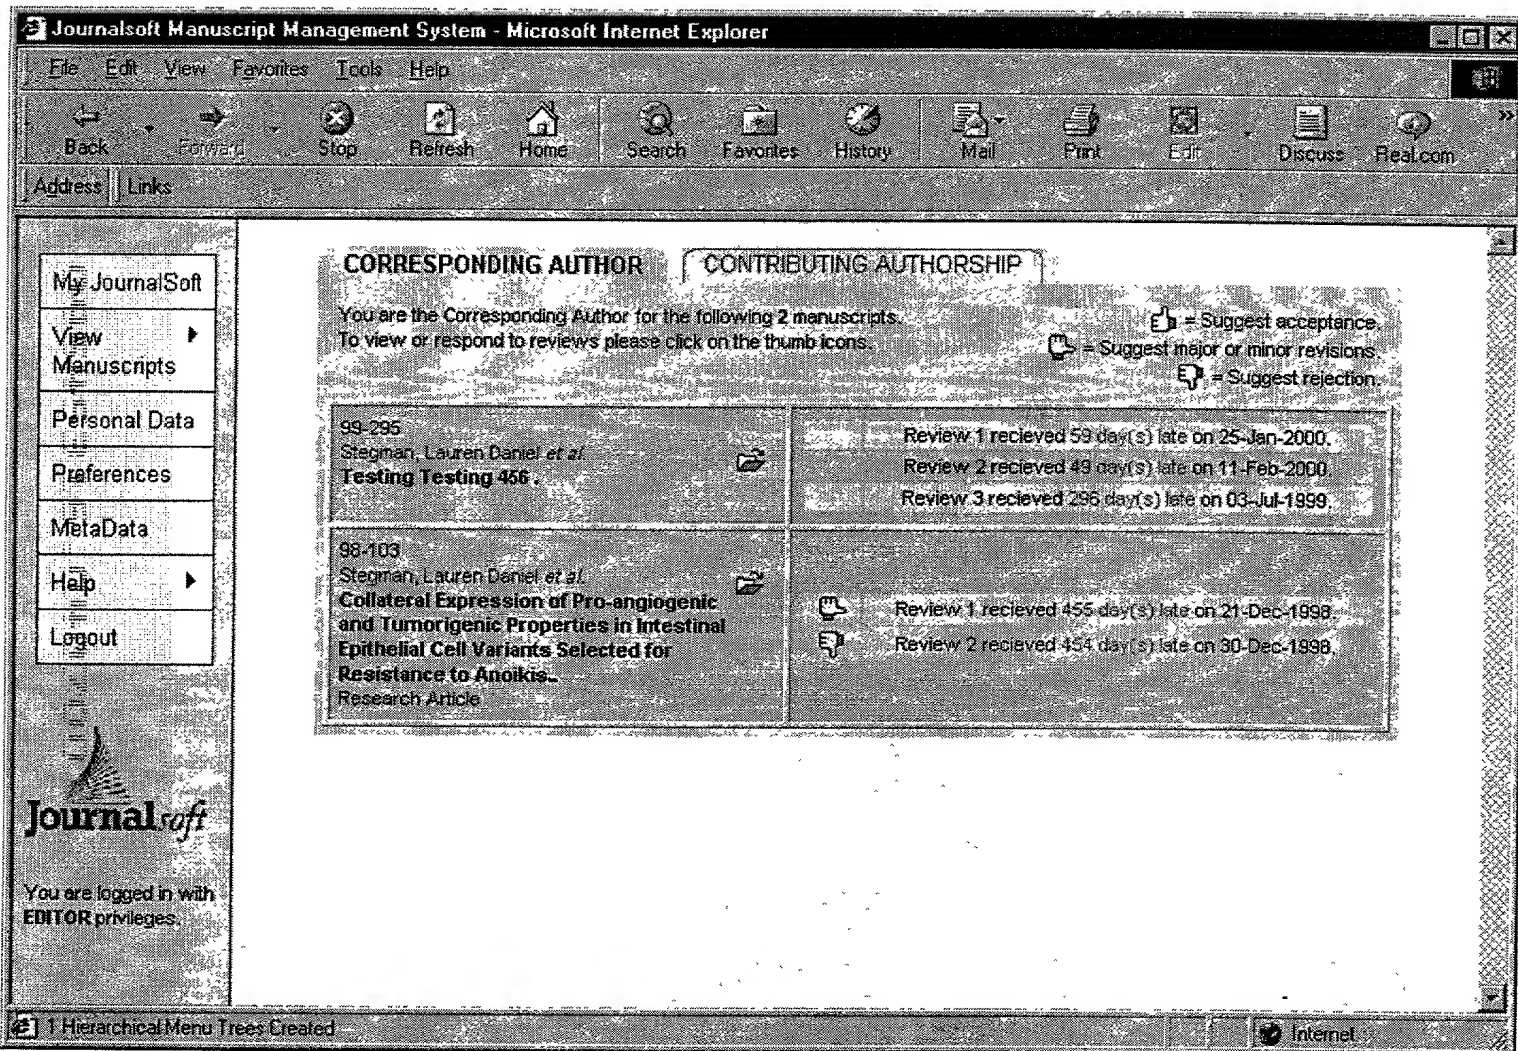 Journalsoft Manuscript Management System - Microsoft Internet Explorer
File Edit View Favorites Tools Help
Back Forward Stop Refresh Home Search Favorites History Mail Print Edit Discuss Real.com »
Address Links
My JournalSoft
View
Manuscripts
Personal Data
Preferences
MetaData
Help
Logout
Journalsoft
You are logged in with
EDITOR privileges.
CORRESPONDING AUTHOR CONTRIBUTING AUTHORSHIP
You are the Corresponding Author for the following 2 manuscripts.
To view or respond to reviews please click on the thumb icons.
= Suggest acceptance.
= Suggest major or minor revisions.
= Suggest rejection.
99-295
Stegman, Lauren Daniel et al.
Testing Testing 456 .
Review 1 recieved 59 day(s) late on 25-Jan-2000.
Review 2 recieved 49 day(s) late on 11-Feb-2000.
Review 3 recieved 296 day(s) late on 03-Jul-1999.
98-103
Stegman, Lauren Daniel et al.
Collateral Expression of Pro-angiogenic
and Tumorigenic Properties in Intestinal
Epithelial Cell Variants Selected for
Resistance to Anoikis..
Research Article
Review 1 recieved 455 day(s) late on 21-Dec-1998.
Review 2 recieved 454 day(s) late on 30-Dec-1998.
1 Hierarchical Menu Trees Created
Internet